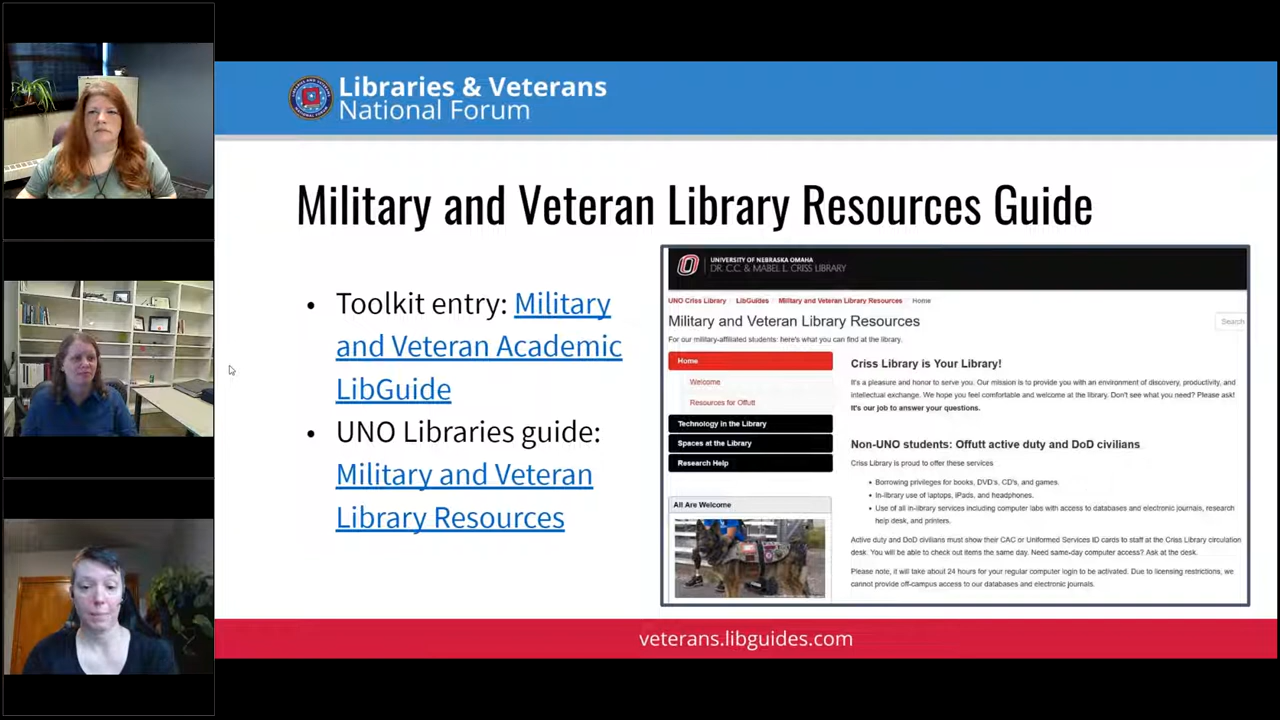 Libraries & Veterans
National Forum
Military and Veteran Library Resources Guide
• Toolkit entry: Military
and Veteran Academic
LibGuide
• UNO Libraries guide:
Military and Veteran
Library Resources
UNIVERSITY OF NEBRASKA OMAHA
DR. C.C. & MABEL L. CRISS LIBRARY
UNO Criss Library LibGuides Military and Veteran Library Resources Home
Military and Veteran Library Resources
Search
For our military-affiliated students: here's what you can find at the library.
Home
Welcome
Resources for Offutt
Technology in the Library
Spaces at the Library
Research Help
All Are Welcome
Criss Library is Your Library!
It's a pleasure and honor to serve you. Our mission is to provide you with an environment of discovery, productivity, and
intellectual exchange. We hope you feel comfortable and welcome at the library. Don't see what you need? Please ask!
It's our job to answer your questions.
Non-UNO students: Offutt active duty and DoD civilians
Criss Library is proud to offer these services
• Borrowing privileges for books, DVD's, CD's, and games.
• In-library use of laptops, iPads, and headphones.
• Use of all in-library services including computer labs with access to databases and electronic journals, research
help desk, and printers.
Active duty and DoD civilians must show their CAC or Uniformed Services ID cards to staff at the Criss Library circulation
desk. You will be able to check out items the same day. Need same-day computer access? Ask at the desk.
Please note, it will take about 24 hours for your regular computer login to be activated. Due to licensing restrictions, we
cannot provide off-campus access to our databases and electronic journals.
veterans.libguides.com